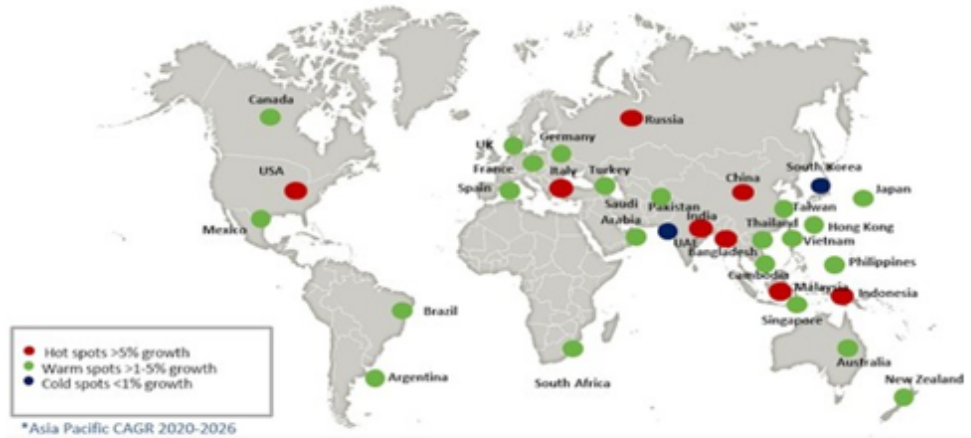 Canada
Russia
Germany
UK
France
Italy
Turkey
USA
Spain
China
South Korea
Japan
Saudi
Arabia
Pakistan
Taiwan
Mexico
India
Thailand
Hong Kong
UAE
Bangladesh
Vietnam
Cambodia
Philippines
Malaysia
Indonesia
Singapore
Brazil
Australia
Argentina
South Africa
New Zealand
Hot spots >5% growth
Warm spots >1-5% growth
Cold spots <1% growth
*Asia Pacific CAGR 2020-2026